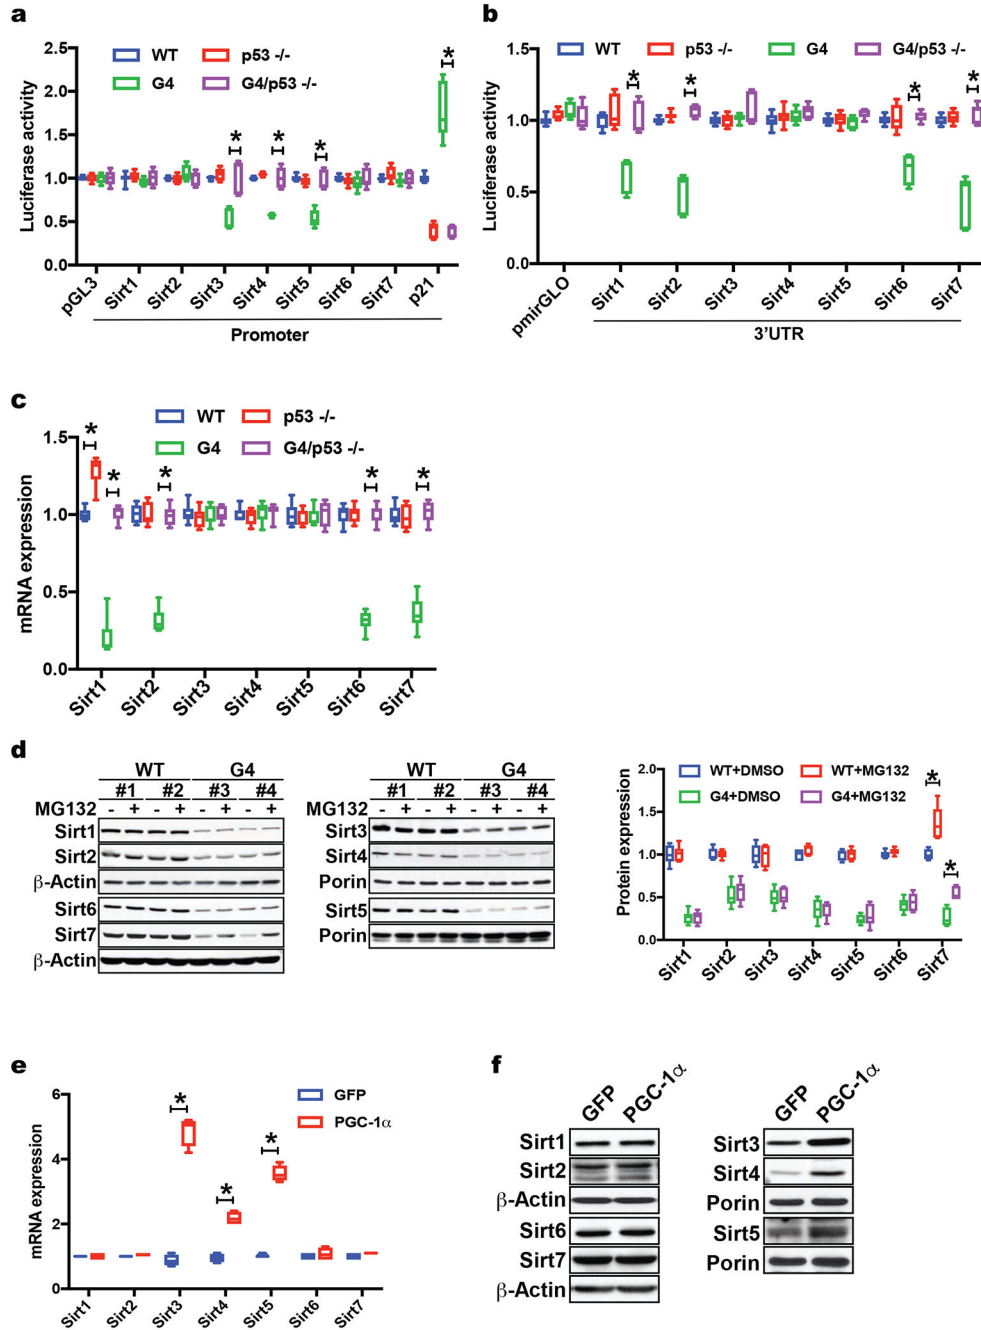 a
Luciferase activity
2.5
2.0
1.5
1.0
0.5
0.0
WT
p53 -/-
G4
G4/p53 -/-
* * * *
pGL3 Sirt1 Sirt2 Sirt3 Sirt4 Sirt5 Sirt6 Sirt7 p21
Promoter
b
Luciferase activity
1.5
1.0
0.5
0.0
WT p53 -/- G4 G4/p53 -/-
* * * *
pmirGLO Sirt1 Sirt2 Sirt3 Sirt4 Sirt5 Sirt6 Sirt7
3'UTR
c
mRNA expression
1.5
1.0
0.5
0.0
WT
p53 -/-
G4
G4/p53 -/-
* * * * *
Sirt1 Sirt2 Sirt3 Sirt4 Sirt5 Sirt6 Sirt7
d
WT G4
#1 #2 #3 #4
MG132 - + - + - + - +
Sirt1
Sirt2
β-Actin
Sirt6
Sirt7
β-Actin
WT G4
#1 #2 #3 #4
MG132 - + - + - + - +
Sirt3
Sirt4
Porin
Sirt5
Porin
Protein expression
2.0
1.5
1.0
0.5
0.0
WT+DMSO
WT+MG132
G4+DMSO
G4+MG132
* *
Sirt1 Sirt2 Sirt3 Sirt4 Sirt5 Sirt6 Sirt7
e
mRNA expression
6
4
2
0
GFP
PGC-1α
* * *
Sirt1 Sirt2 Sirt3 Sirt4 Sirt5 Sirt6 Sirt7
f
GFP PGC-1α
Sirt1
Sirt2
β-Actin
Sirt6
Sirt7
β-Actin
GFP PGC-1α
Sirt3
Sirt4
Porin
Sirt5
Porin